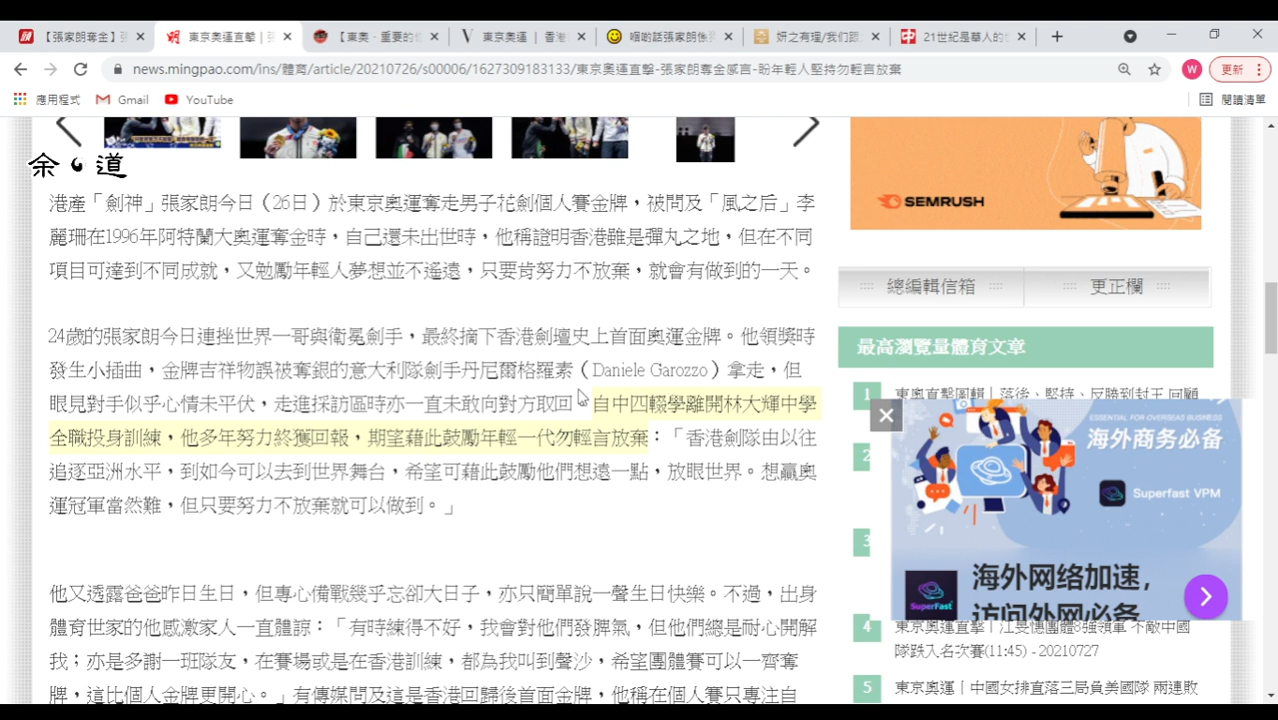 【張家朗奪金】
東京奧運直擊|
【東奧‧重要的
東京奧運 | 香港
嗰啲話張家朗係
妍之有理/我們跟
21世紀是華人的
news.mingpao.com/ins/體育/article/20210726/s00006/1627309183133/東京奧運直擊-張家朗奪金感言-盼年輕人堅持勿輕言放棄
W
更新
應用程式
Gmail
YouTube
閱讀清單
余心道
港產「劍神」張家朗今日(26日)於東京奧運奪走男子花劍個人賽金牌,被問及「風之后」李
麗珊在1996年阿特蘭大奧運奪金時,自己還未出世時,他稱證明香港雖是彈丸之地,但在不同
項目可達到不同成就,又勉勵年輕人夢想並不遙遠,只要肯努力不放棄,就會有做到的一天。
24歲的張家朗今日連挫世界一哥與衛冕劍手,最終摘下香港劍壇史上首面奧運金牌。他領獎時
發生小插曲,金牌吉祥物誤被奪銀的意大利隊劍手丹尼爾格羅素(Daniele Garozzo)拿走,但
眼見對手似乎心情未平伏,走進採訪區時亦一直未敢向對方取回。自中四輟學離開林大輝中學
全職投身訓練,他多年努力終獲回報,期望藉此鼓勵年輕一代勿輕言放棄:「香港劍隊由以往
追逐亞洲水平,到如今可以去到世界舞台,希望可藉此鼓勵他們想遠一點,放眼世界。想贏奧
運冠軍當然難,但只要努力不放棄就可以做到。」
他又透露爸爸昨日生日,但專心備戰幾乎忘卻大日子,亦只簡單說一聲生日快樂。不過,出身
體育世家的他感激家人一直體諒:「有時練得不好,我會對他們發脾氣,但他們總是耐心開解
我;亦是多謝一班隊友,在賽場或是在香港訓練,都為我叫到聲沙,希望團體賽可以一齊奪
牌,這比個人金牌更開心。」有傳媒問及這是香港回歸後首面金牌,他稱在個人賽只專注自
SEMRUSH
總編輯信箱
更正欄
最高瀏覽量體育文章
1
東奧直擊圖輯|落後、堅持、反勝到封王 回顧
2
3
ESSENTIAL FOR OVERSEAS BUSINESS
海外商务必备
Superfast VPM
SuperFast
海外网络加速,
访问外网必备
4
東京奧運直擊|江旻憓團體8強領軍 不敵中國
隊跌入名次賽(11:45) - 20210727
5
東京奧運|中國女排直落三局負美國隊 兩連敗